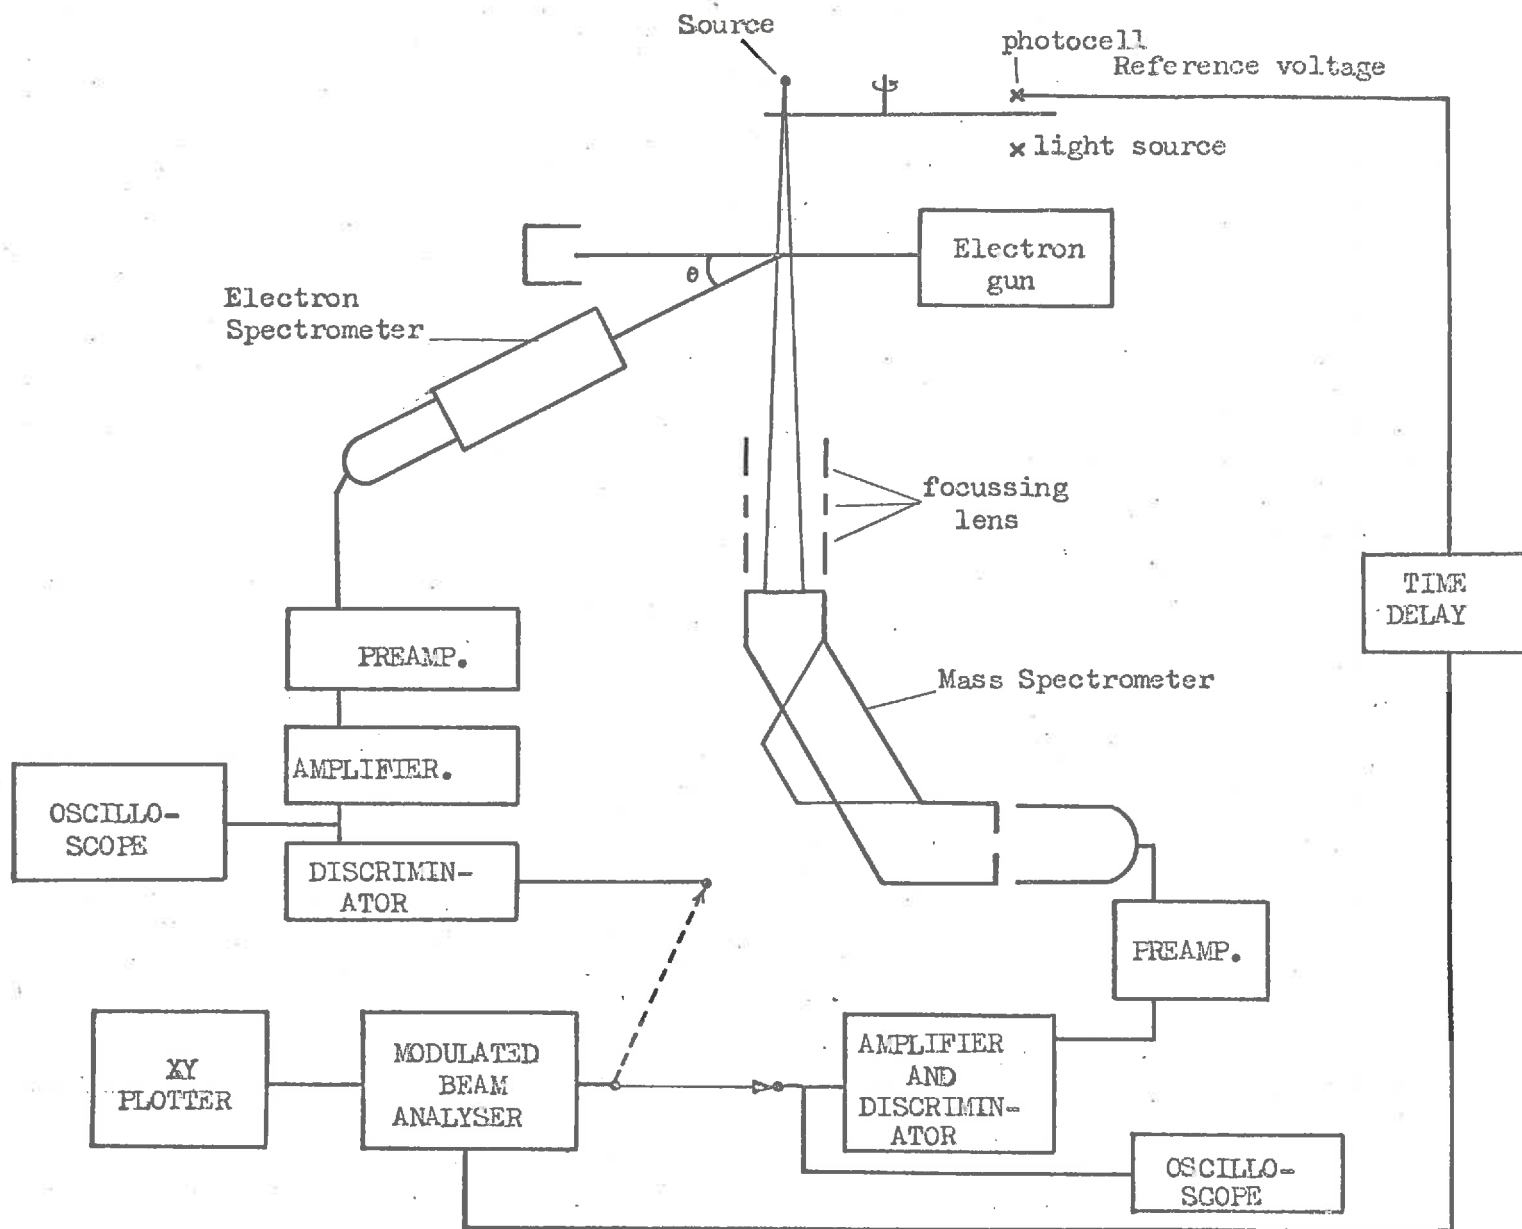 Source
photocell
Reference voltage
light source
Electron
gun
θ
Electron
Spectrometer
focussing
lens
TIME
DELAY
PREAMP.
Mass Spectrometer
AMPLIFIER.
OSCILLO-
SCOPE
DISCRIMIN-
ATOR
PREAMP.
XY
PLOTTER
MODULATED
BEAM
ANALYSER
AMPLIFIER
AND
DISCRIMIN-
ATOR
OSCILLO-
SCOPE